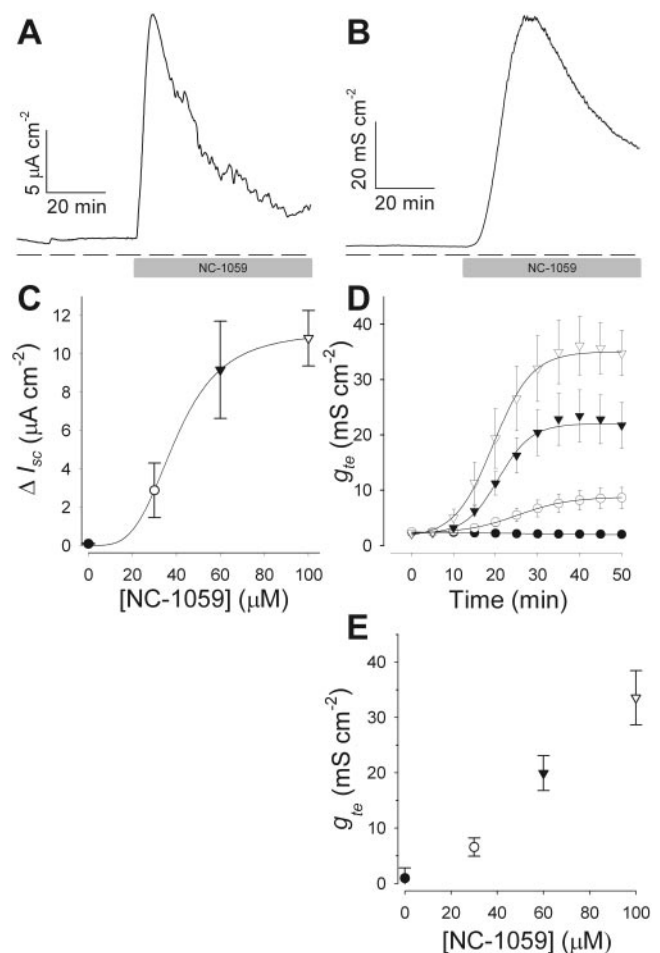 A
5 μA cm-2
20 min
NC-1059
B
20 mS cm-2
20 min
NC-1059
C
Δ Isc (μA cm-2)
12
10
8
6
4
2
0
0 20 40 60 80 100
[NC-1059] (μM)
D
gte (mS cm-2)
40
30
20
10
0
0 10 20 30 40 50
Time (min)
E
gte (mS cm-2)
40
30
20
10
0
0 20 40 60 80 100
[NC-1059] (μM)